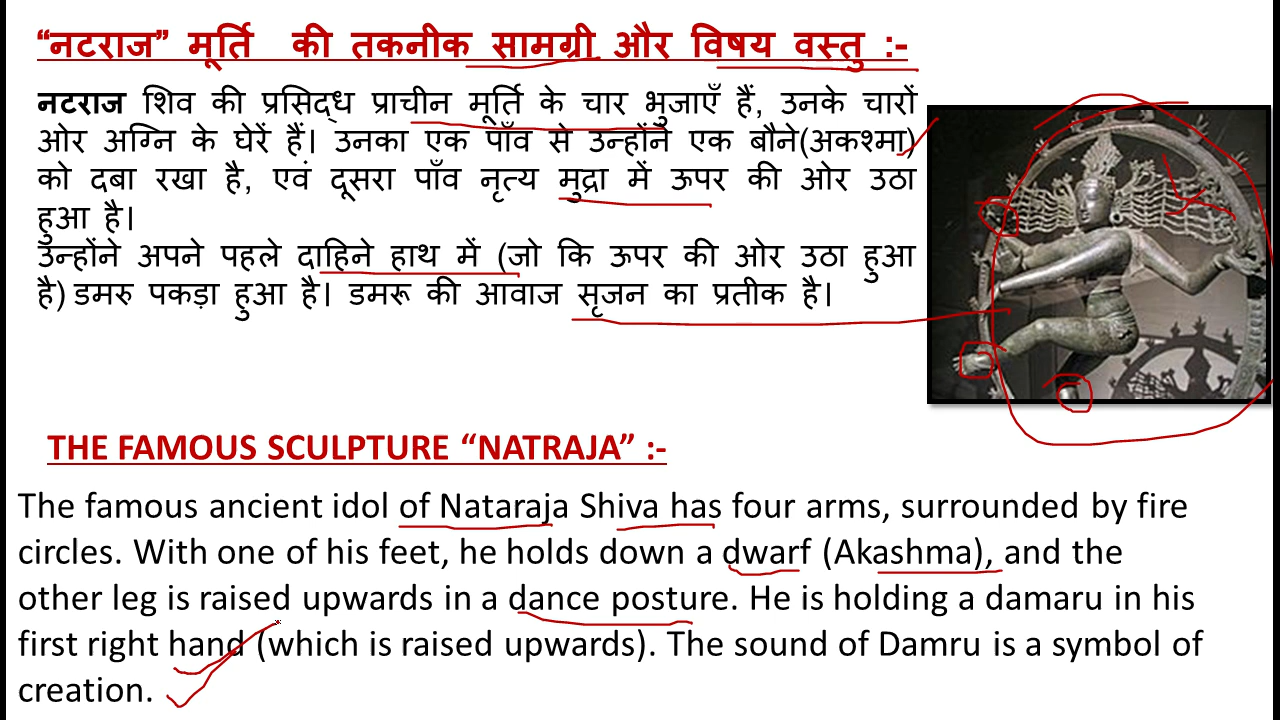 “नटराज” मूर्ति की तकनीक सामग्री और विषय वस्तु :-
नटराज शिव की प्रसिद्ध प्राचीन मूर्ति के चार भुजाएँ हैं, उनके चारों
ओर अग्नि के घेरें हैं। उनका एक पाँव से उन्होंने एक बौने(अकश्मा)
को दबा रखा है, एवं दूसरा पाँव नृत्य मुद्रा में ऊपर की ओर उठा
हुआ है।
उन्होंने अपने पहले दाहिने हाथ में (जो कि ऊपर की ओर उठा हुआ
है) डमरु पकड़ा हुआ है। डमरू की आवाज सृजन का प्रतीक है।
THE FAMOUS SCULPTURE “NATRAJA” :-
The famous ancient idol of Nataraja Shiva has four arms, surrounded by fire
circles. With one of his feet, he holds down a dwarf (Akashma), and the
other leg is raised upwards in a dance posture. He is holding a damaru in his
first right hand (which is raised upwards). The sound of Damru is a symbol of
creation.